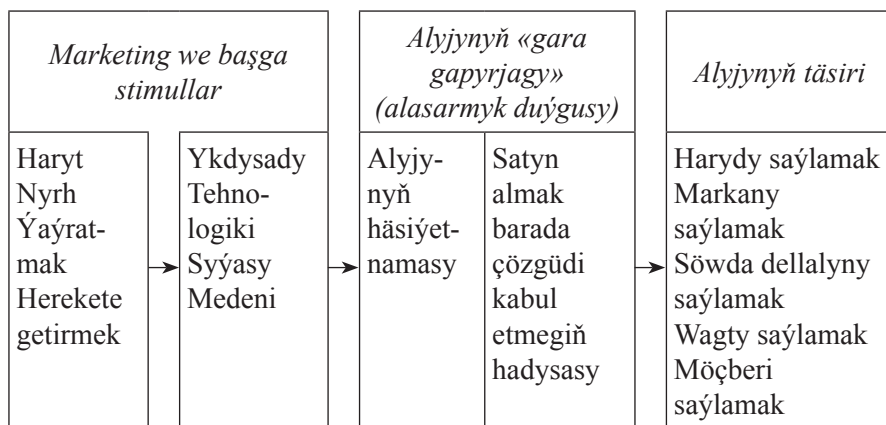 Marketing we başga
stimullar
Haryt
Nyrh
Ýaýrat-
mak
Herekete
getirmek
Ykdysady
Tehno-
logiki
Syýasy
Medeni
Alyjynyň «gara
gapyrjagy»
(alasarmyk duýgusy)
Alyjy-
nyň
häsiýet-
namasy
Satyn
almak
barada
çözgüdi
kabul
etmegiň
hadysasy
Alyjynyň täsiri
Harydy saýlamak
Markany
saýlamak
Söwda dellalyny
saýlamak
Wagty saýlamak
Möçberi
saýlamak